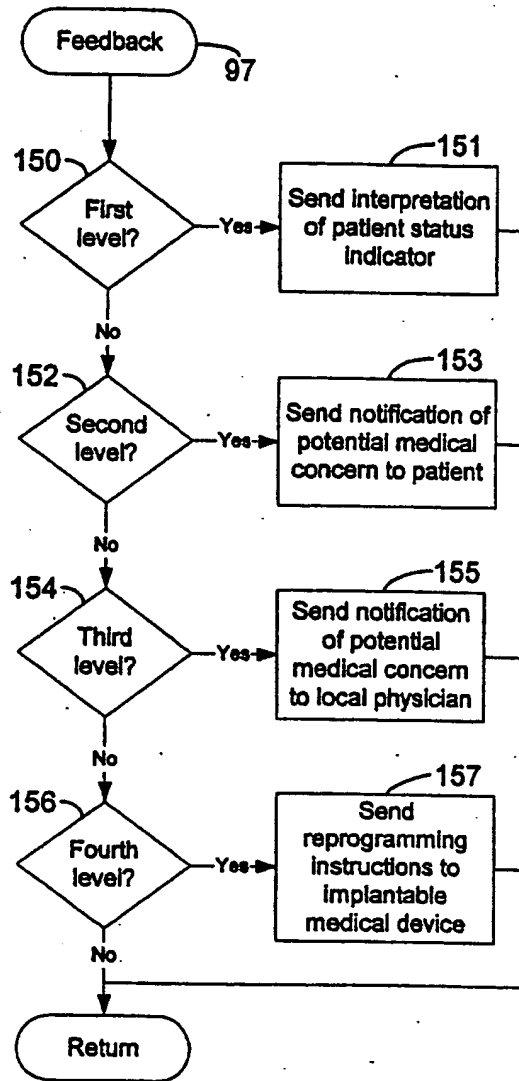 Feedback
97
150
151
First
level?
Yes
Send interpretation
of patient status
indicator
No
152
153
Second
level?
Yes
Send notification of
potential medical
concern to patient
No
154
155
Third
level?
Yes
Send notification
of potential
medical concern
to local physician
No
156
157
Fourth
level?
Yes
Send
reprogramming
instructions to
implantable
medical device
No
Return